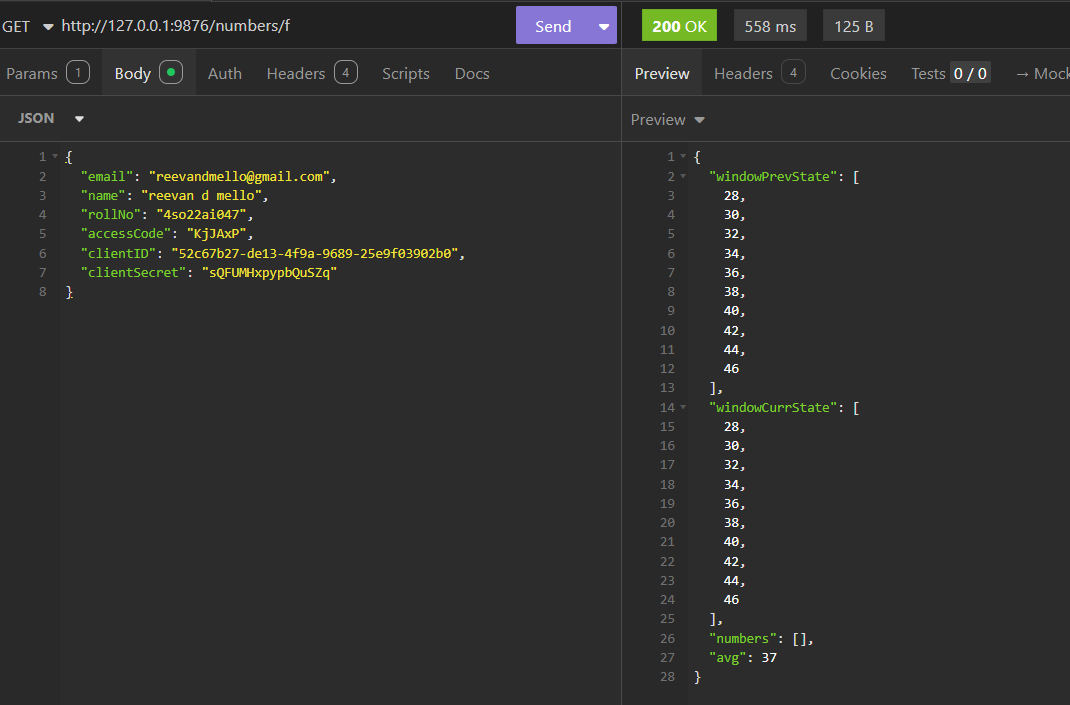 GET http://127.0.0.1:9876/numbers/f Send 200 OK 558 ms 125 B
Params 1 Body Auth Headers 4 Scripts Docs Preview Headers 4 Cookies Tests 0 / 0 → Mock
JSON Preview
1 {
2 "email": "reevandmello@gmail.com",
3 "name": "reevan d mello",
4 "rollNo": "4so22ai047",
5 "accessCode": "KjJAxP",
6 "clientID": "52c67b27-de13-4f9a-9689-25e9f03902b0",
7 "clientSecret": "sQFUMHxpypbQuSZq"
8 }
1 {
2 "windowPrevState": [
3 28,
4 30,
5 32,
6 34,
7 36,
8 38,
9 40,
10 42,
11 44,
12 46
13 ],
14 "windowCurrState": [
15 28,
16 30,
17 32,
18 34,
19 36,
20 38,
21 40,
22 42,
23 44,
24 46
25 ],
26 "numbers": [],
27 "avg": 37
28 }